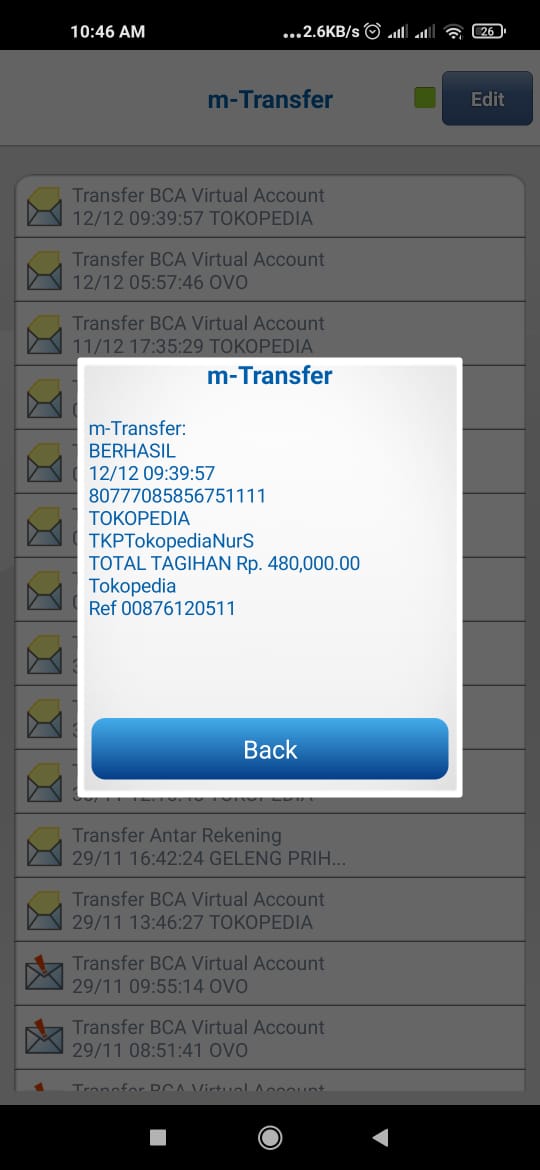 10:46 AM
...2.6KB/s
26
m-Transfer
Edit
Transfer BCA Virtual Account
12/12 09:39:57 TOKOPEDIA
Transfer BCA Virtual Account
12/12 05:57:46 OVO
Transfer BCA Virtual Account
11/12 17:35:29 TOKOPEDIA
m-Transfer
m-Transfer:
BERHASIL
12/12 09:39:57
80777085856751111
TOKOPEDIA
TKPTokopediaNurS
TOTAL TAGIHAN Rp. 480,000.00
Tokopedia
Ref 00876120511
Back
Transfer Antar Rekening
29/11 16:42:24 GELENG PRIH...
Transfer BCA Virtual Account
29/11 13:46:27 TOKOPEDIA
Transfer BCA Virtual Account
29/11 09:55:14 OVO
Transfer BCA Virtual Account
29/11 08:51:41 OVO
Transfer BCA Virtual Account